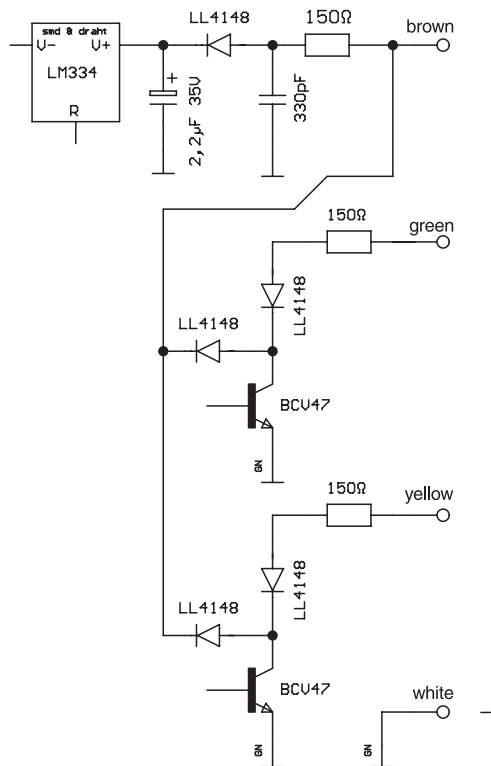 smd & draht
V- V+
LM334
R
LL4148
150Ω
brown
+
35V
2,2µF
330pF
150Ω
green
LL4148
LL4148
BCV47
GN
150Ω
yellow
LL4148
LL4148
BCV47
GN
white
GN